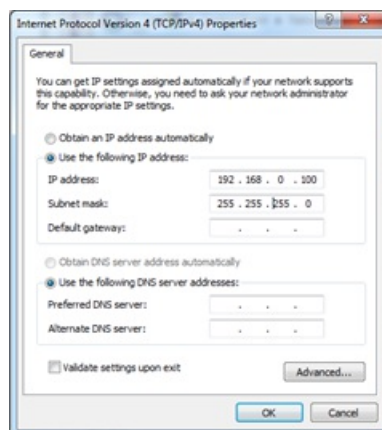 Internet Protocol Version 4 (TCP/IPv4) Properties
General
You can get IP settings assigned automatically if your network supports
this capability. Otherwise, you need to ask your network administrator
for the appropriate IP settings.
Obtain an IP address automatically
Use the following IP address:
IP address: 192 . 168 . 0 . 100
Subnet mask: 255 . 255 . 255 . 0
Default gateway: . . .
Obtain DNS server address automatically
Use the following DNS server addresses:
Preferred DNS server: . . .
Alternate DNS server: . . .
Validate settings upon exit
Advanced...
OK Cancel